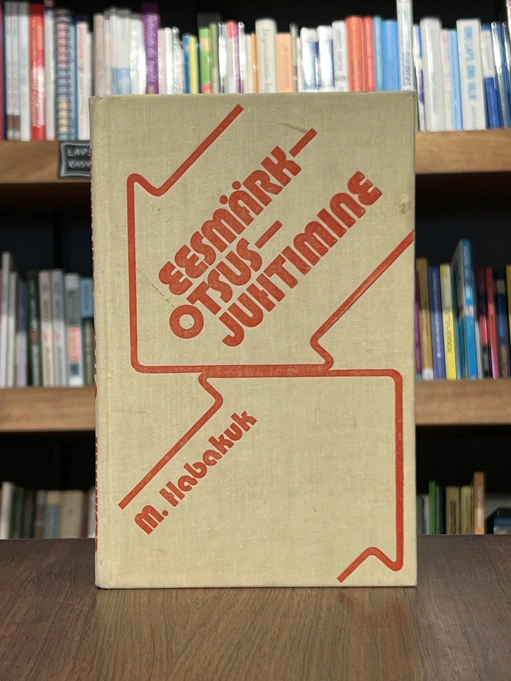 EESMÄRK–
OTSUS–
JUHTIMINE
M. Habakuk